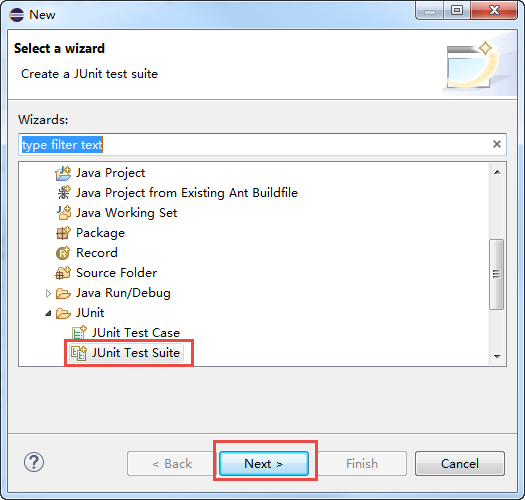 New
Select a wizard
Create a JUnit test suite
Wizards:
type filter text
Java Project
Java Project from Existing Ant Buildfile
Java Working Set
Package
Record
Source Folder
Java Run/Debug
JUnit
JUnit Test Case
JUnit Test Suite
< Back Next > Finish Cancel